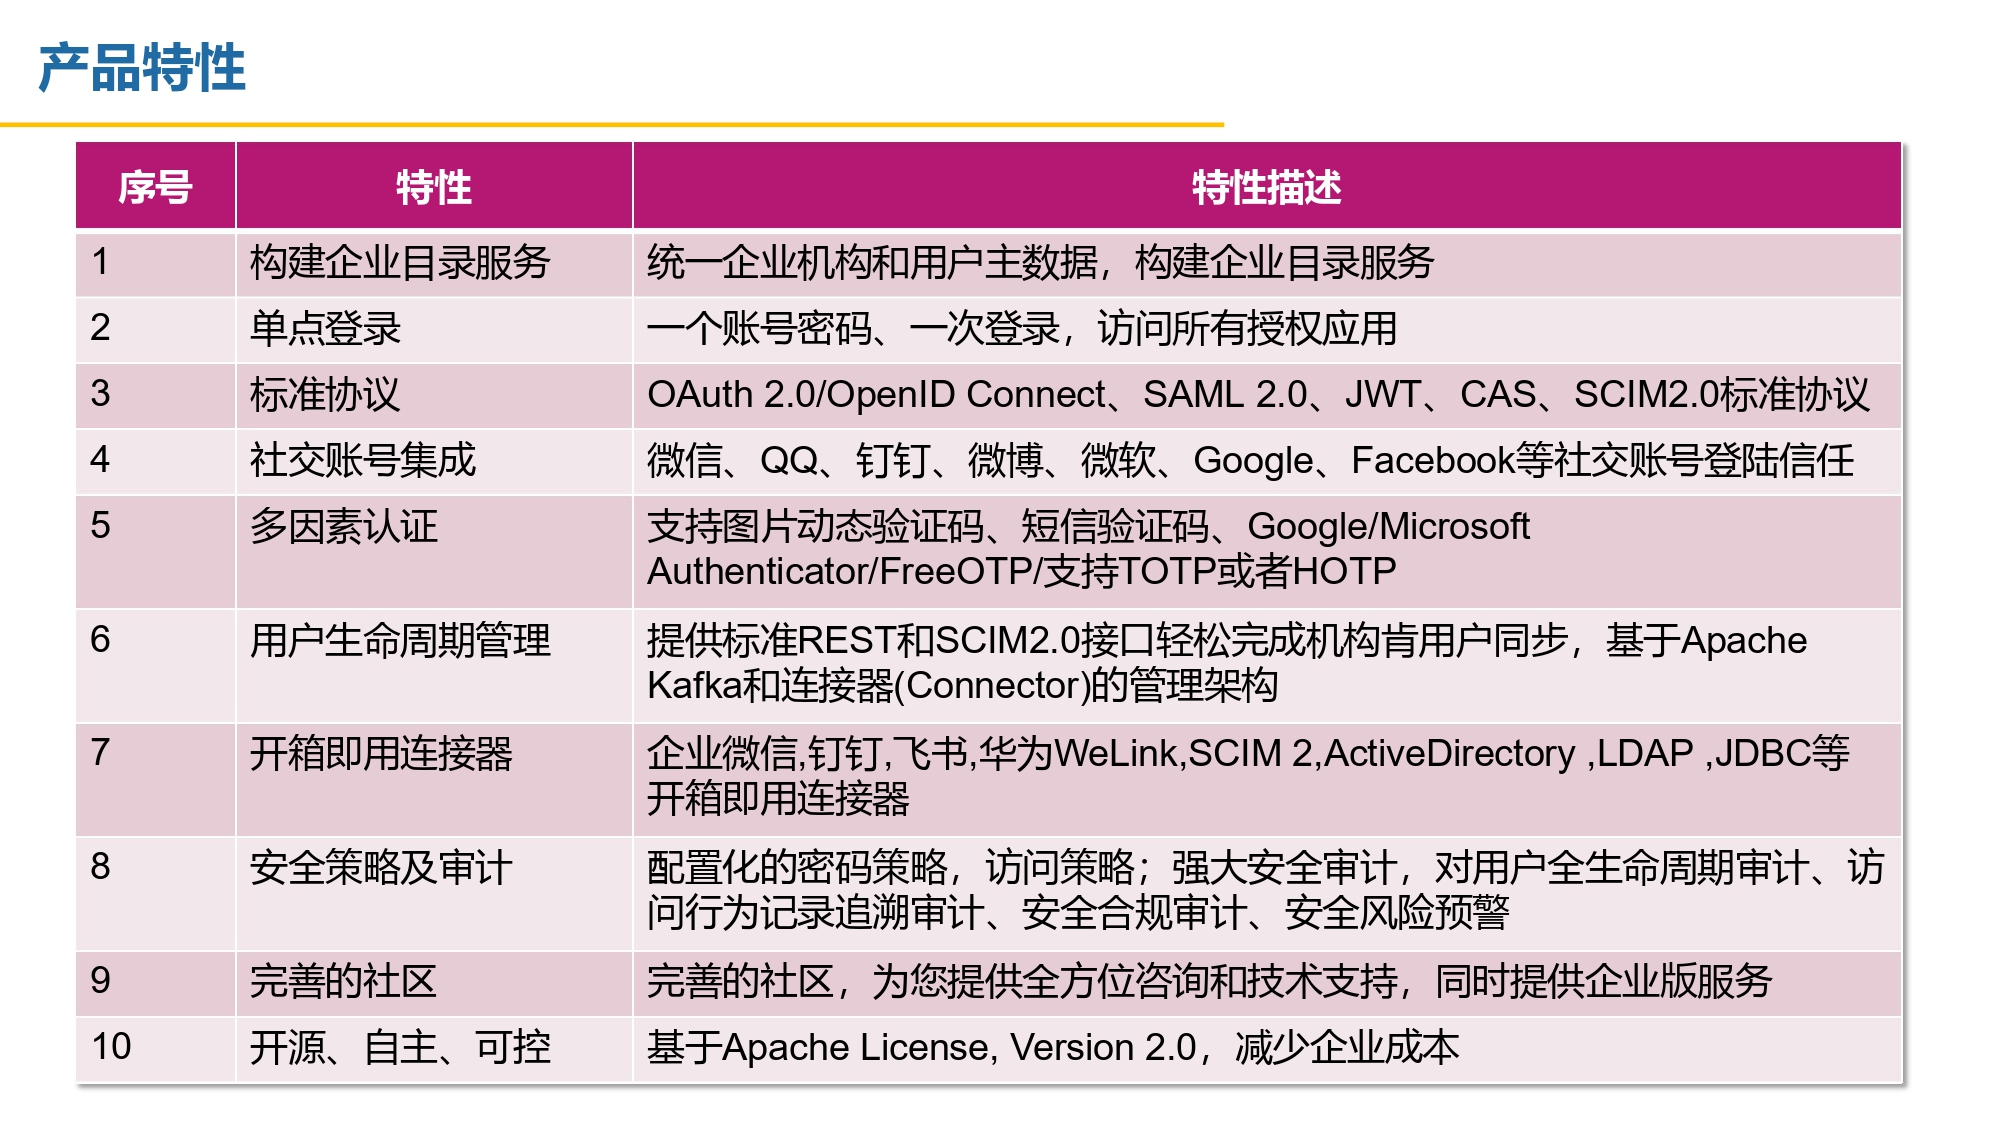 产品特性
序号 特性 特性描述
1 构建企业目录服务 统一企业机构和用户主数据，构建企业目录服务
2 单点登录 一个账号密码、一次登录，访问所有授权应用
3 标准协议 OAuth 2.0/OpenID Connect、SAML 2.0、JWT、CAS、SCIM2.0标准协议
4 社交账号集成 微信、QQ、钉钉、微博、微软、Google、Facebook等社交账号登陆信任
5 多因素认证 支持图片动态验证码、短信验证码、Google/Microsoft
Authenticator/FreeOTP/支持TOTP或者HOTP
6 用户生命周期管理 提供标准REST和SCIM2.0接口轻松完成机构肯用户同步，基于Apache
Kafka和连接器(Connector)的管理架构
7 开箱即用连接器 企业微信,钉钉,飞书,华为WeLink,SCIM 2,ActiveDirectory ,LDAP ,JDBC等
开箱即用连接器
8 安全策略及审计 配置化的密码策略，访问策略；强大安全审计，对用户全生命周期审计、访
问行为记录追溯审计、安全合规审计、安全风险预警
9 完善的社区 完善的社区，为您提供全方位咨询和技术支持，同时提供企业版服务
10 开源、自主、可控 基于Apache License, Version 2.0，减少企业成本